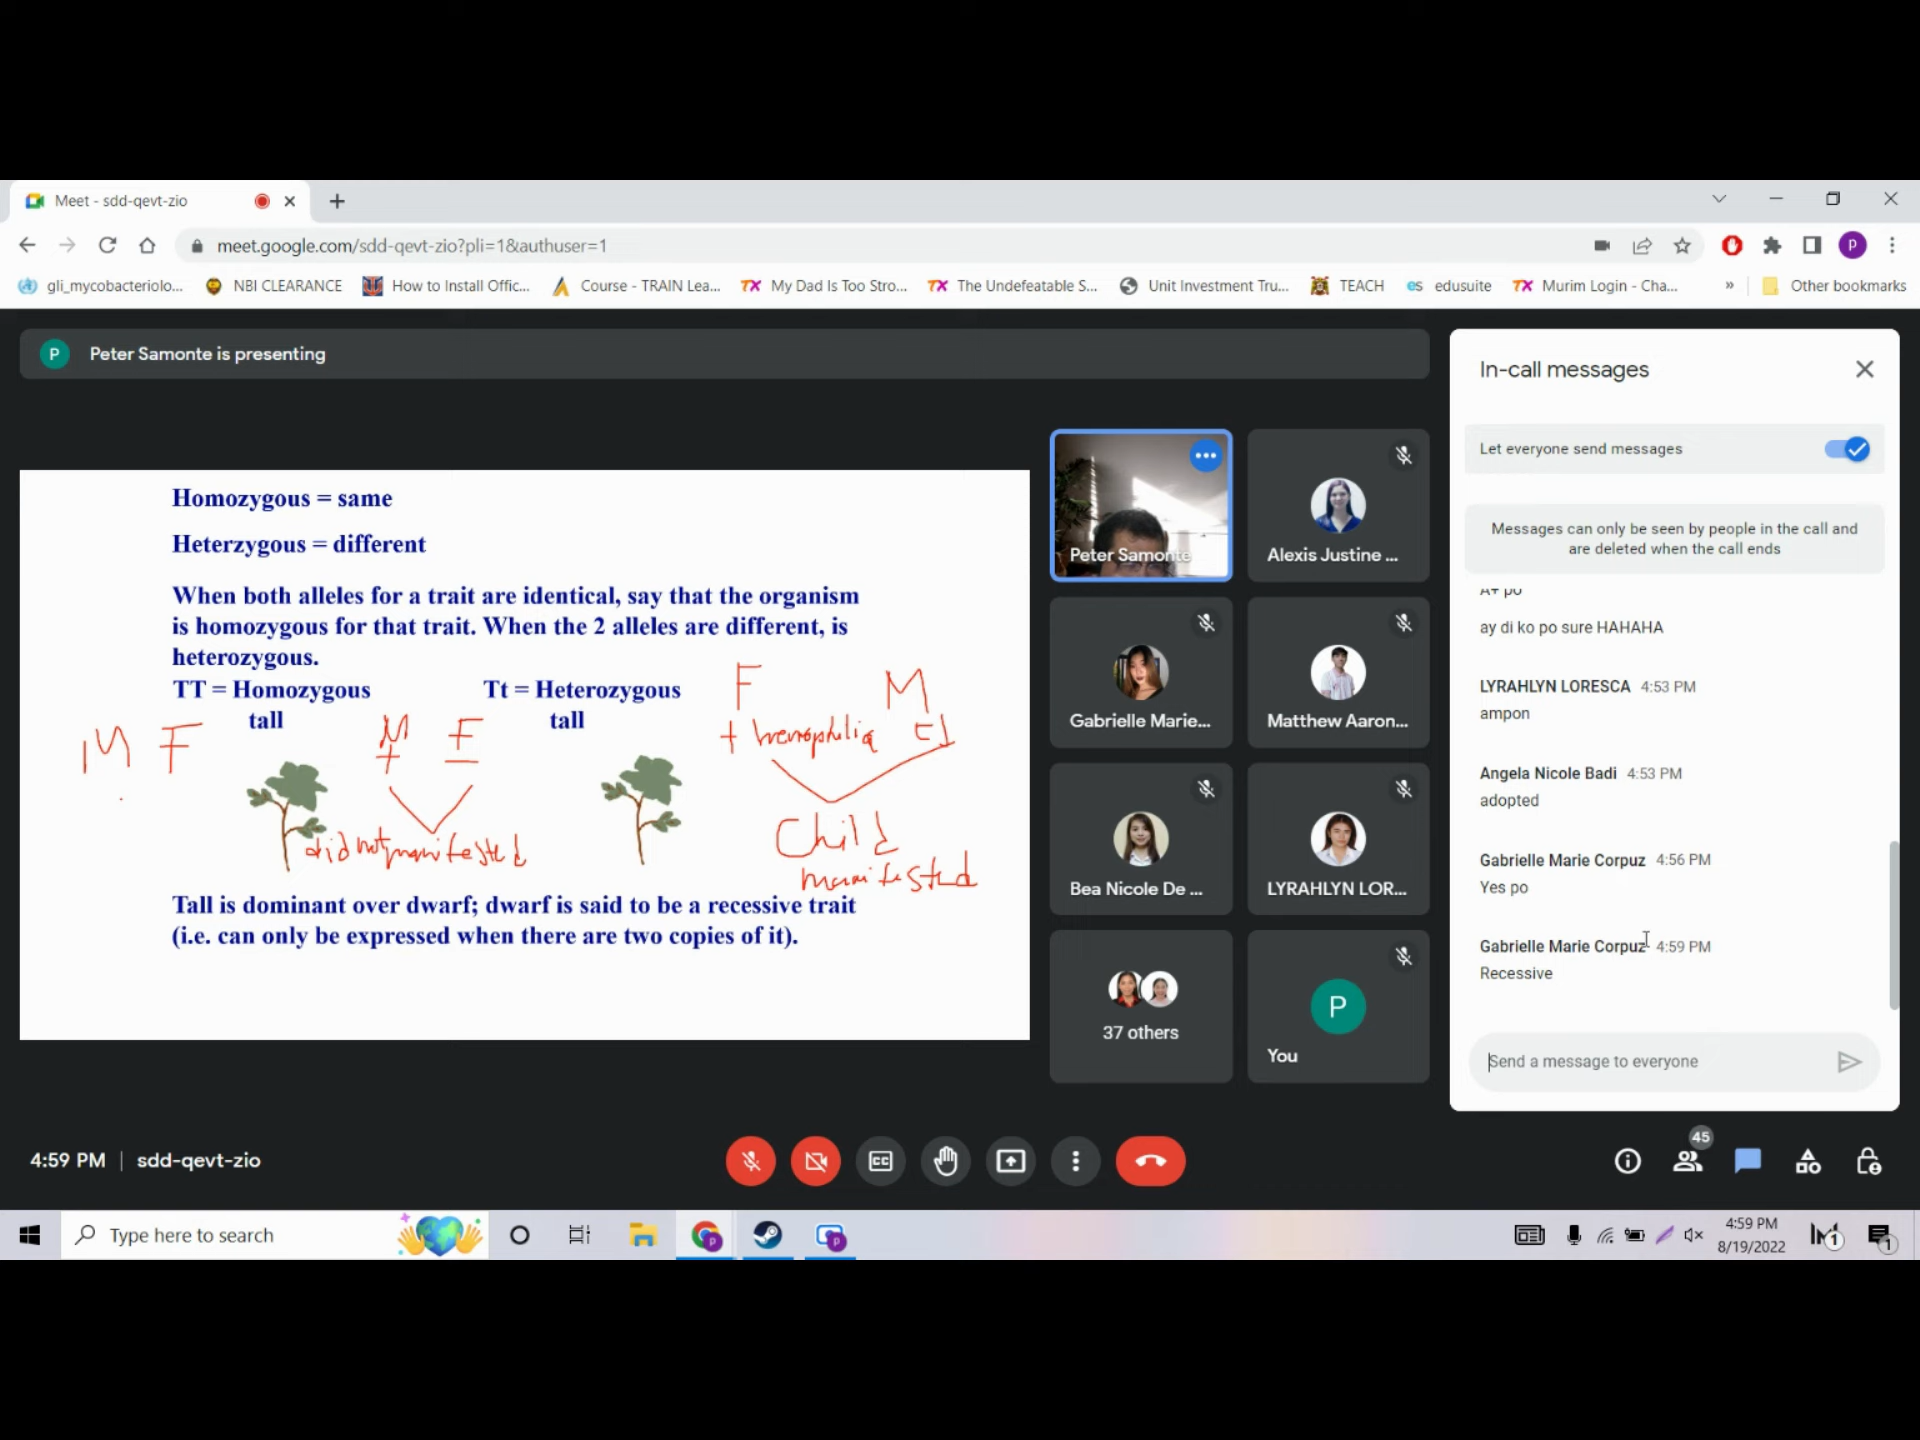 Meet - sdd-qevt-zio
meet.google.com/sdd-qevt-zio?pli=1&authuser=1
P
gli_mycobacteriolo...
NBI CLEARANCE
How to Install Offic...
Course - TRAIN Lea...
TX My Dad Is Too Stro...
TX The Undefeatable S...
Unit Investment Tru...
TEACH
es edusuite
TX Murim Login - Cha...
»
Other bookmarks
P Peter Samonte is presenting
Homozygous = same
Heterzygous = different
When both alleles for a trait are identical, say that the organism
is homozygous for that trait. When the 2 alleles are different, is
heterozygous.
TT = Homozygous
tall
Tt = Heterozygous
tall
M F
M F
+ –
did not manifested
F M
+ hemophilia
Child
manifested
Tall is dominant over dwarf; dwarf is said to be a recessive trait
(i.e. can only be expressed when there are two copies of it).
Peter Samonte
Alexis Justine ...
Gabrielle Marie...
Matthew Aaron...
Bea Nicole De ...
LYRAHLYN LOR...
37 others
P
You
In-call messages
Let everyone send messages
Messages can only be seen by people in the call and
are deleted when the call ends
A+ po
ay di ko po sure HAHAHA
LYRAHLYN LORESCA 4:53 PM
ampon
Angela Nicole Badi 4:53 PM
adopted
Gabrielle Marie Corpuz 4:56 PM
Yes po
Gabrielle Marie Corpuz 4:59 PM
Recessive
Send a message to everyone
4:59 PM | sdd-qevt-zio
CC
45
Type here to search
4:59 PM
8/19/2022
1
1